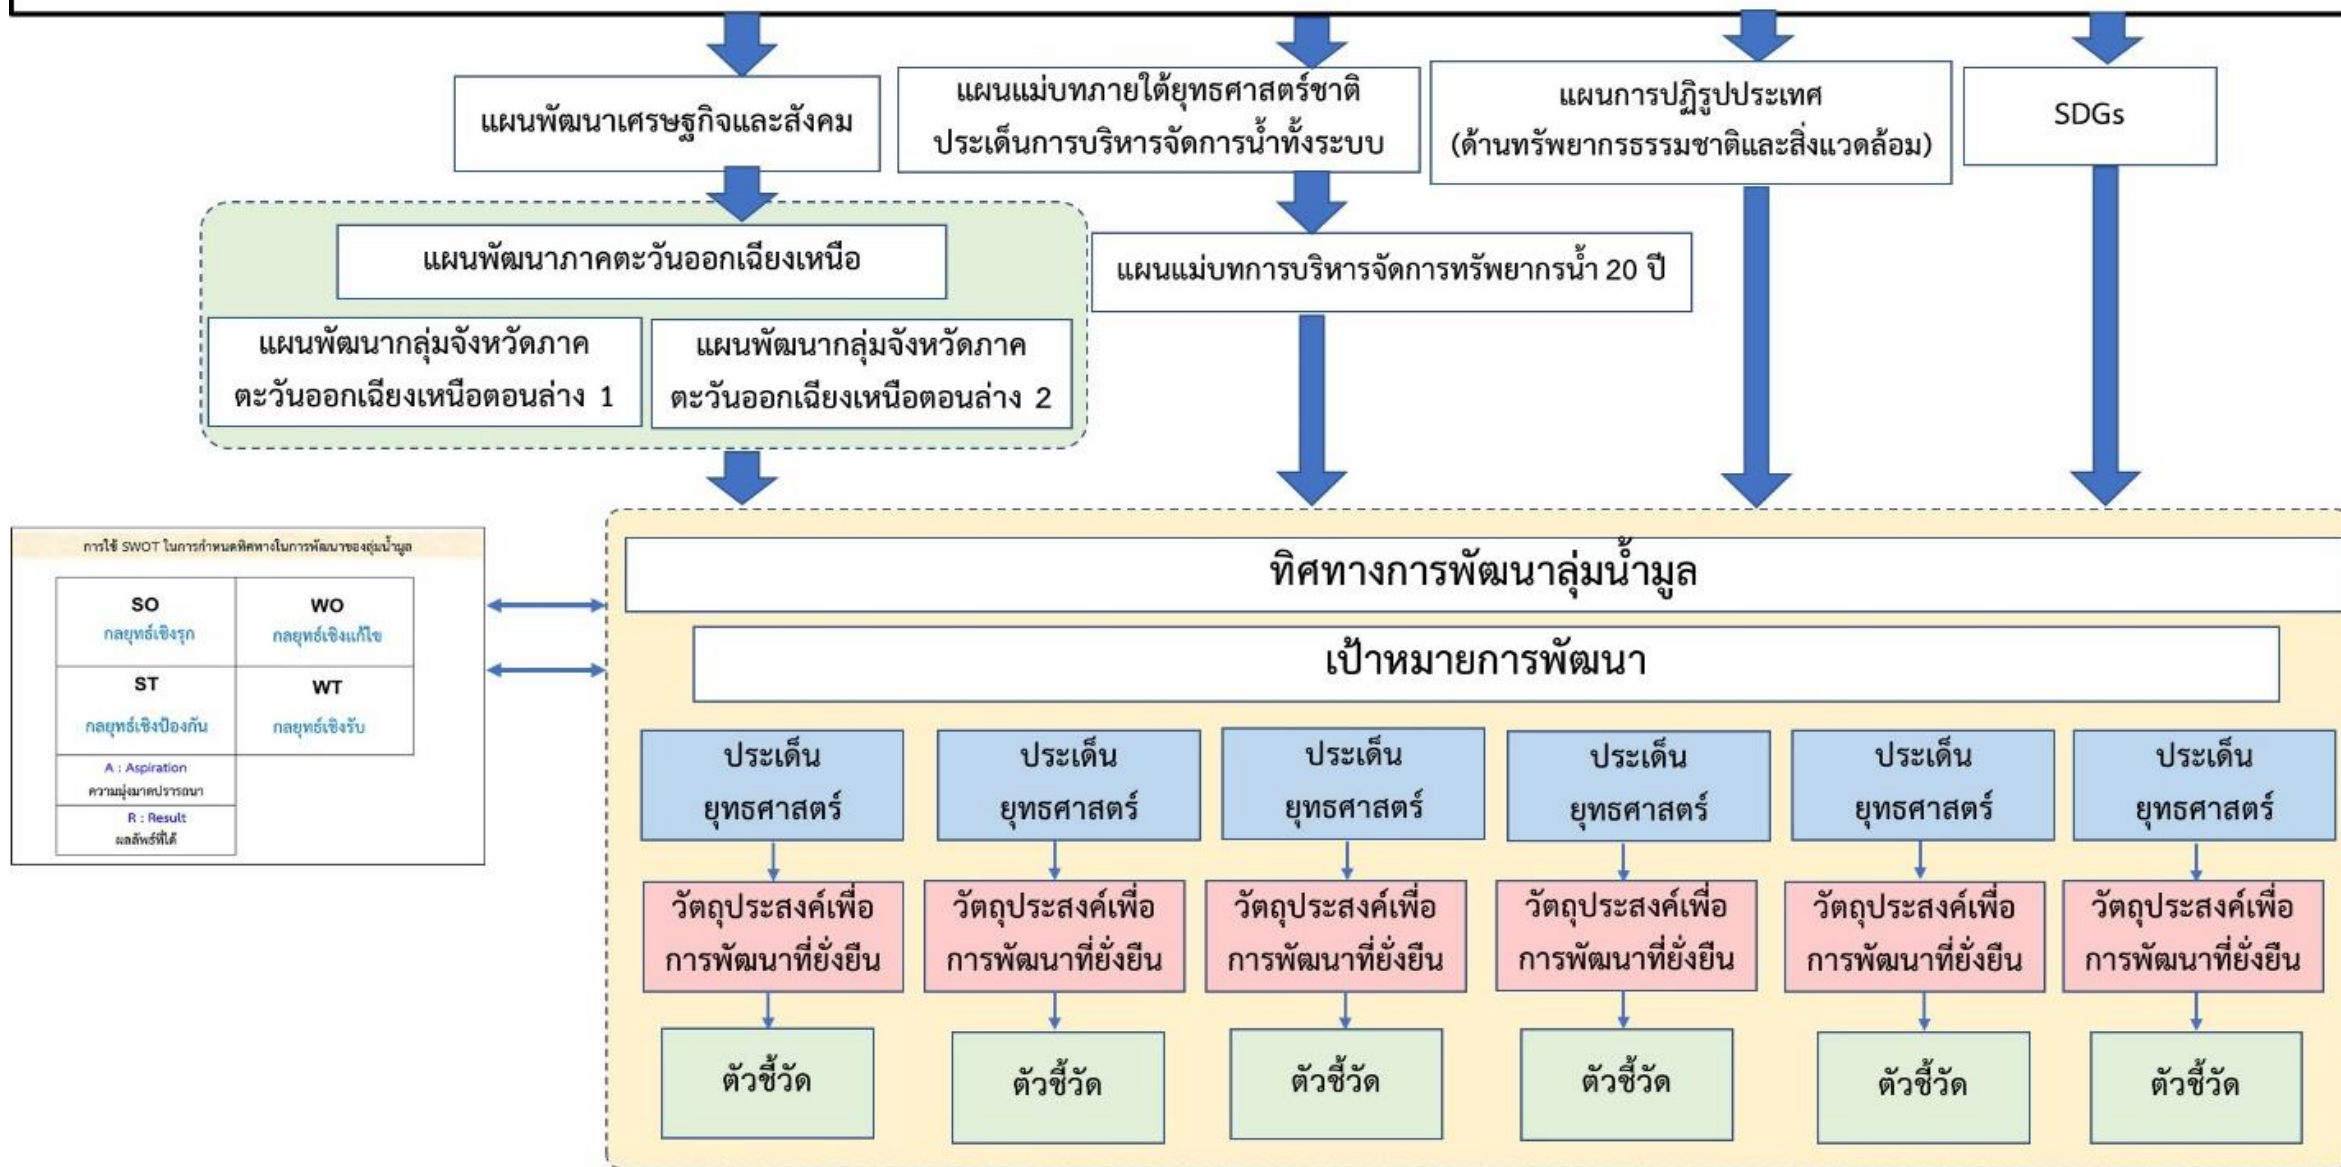 แผนพัฒนาเศรษฐกิจและสังคม
แผนแม่บทภายใต้ยุทธศาสตร์ชาติ
ประเด็นการบริหารจัดการน้ำทั้งระบบ
แผนการปฏิรูปประเทศ
(ด้านทรัพยากรธรรมชาติและสิ่งแวดล้อม)
SDGs
แผนพัฒนาภาคตะวันออกเฉียงเหนือ
แผนแม่บทการบริหารจัดการทรัพยากรน้ำ 20 ปี
แผนพัฒนากลุ่มจังหวัดภาค
ตะวันออกเฉียงเหนือตอนล่าง 1
แผนพัฒนากลุ่มจังหวัดภาค
ตะวันออกเฉียงเหนือตอนล่าง 2
การใช้ SWOT ในการกำหนดทิศทางในการพัฒนาของลุ่มน้ำมูล
SO
กลยุทธ์เชิงรุก
WO
กลยุทธ์เชิงแก้ไข
ST
กลยุทธ์เชิงป้องกัน
WT
กลยุทธ์เชิงรับ
A : Aspiration
ความมุ่งมาดปรารถนา
R : Result
ผลลัพธ์ที่ได้
ทิศทางการพัฒนาลุ่มน้ำมูล
เป้าหมายการพัฒนา
ประเด็น
ยุทธศาสตร์
ประเด็น
ยุทธศาสตร์
ประเด็น
ยุทธศาสตร์
ประเด็น
ยุทธศาสตร์
ประเด็น
ยุทธศาสตร์
ประเด็น
ยุทธศาสตร์
วัตถุประสงค์เพื่อ
การพัฒนาที่ยั่งยืน
วัตถุประสงค์เพื่อ
การพัฒนาที่ยั่งยืน
วัตถุประสงค์เพื่อ
การพัฒนาที่ยั่งยืน
วัตถุประสงค์เพื่อ
การพัฒนาที่ยั่งยืน
วัตถุประสงค์เพื่อ
การพัฒนาที่ยั่งยืน
วัตถุประสงค์เพื่อ
การพัฒนาที่ยั่งยืน
ตัวชี้วัด
ตัวชี้วัด
ตัวชี้วัด
ตัวชี้วัด
ตัวชี้วัด
ตัวชี้วัด